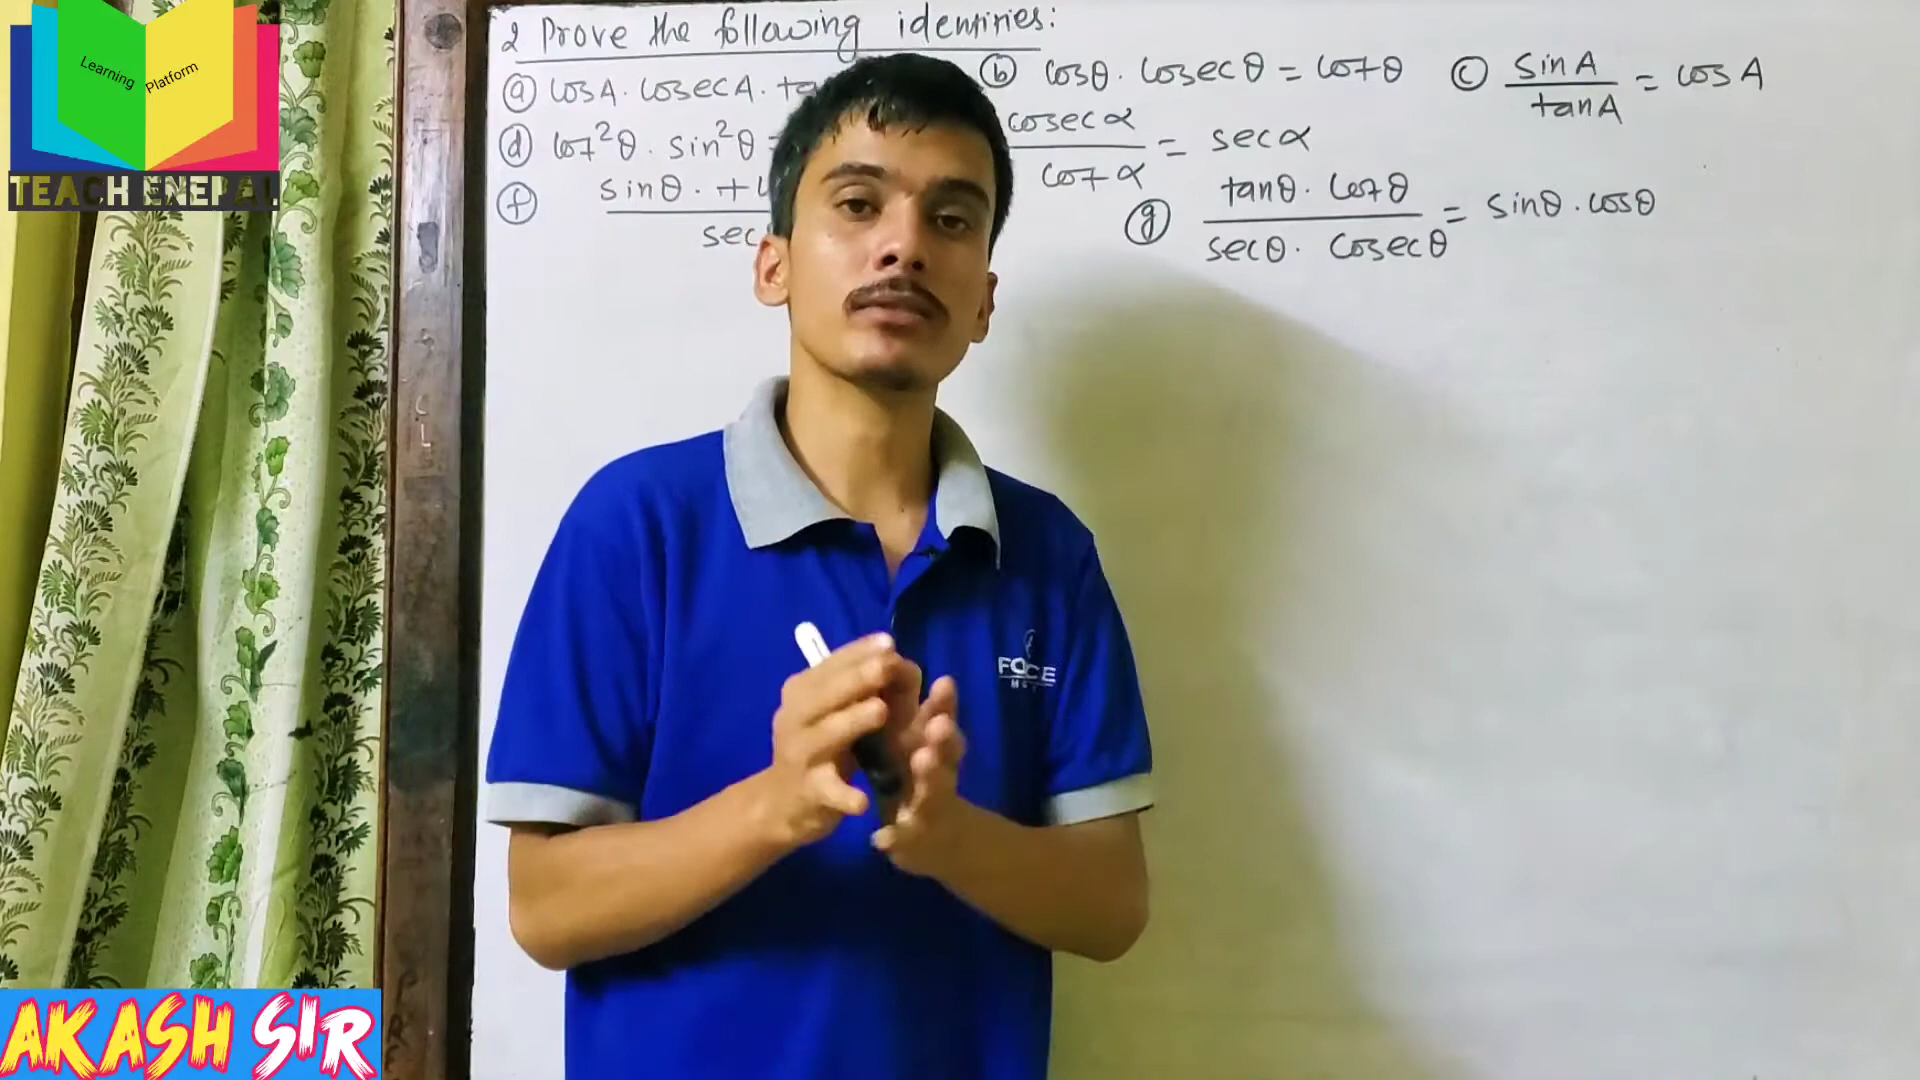 Learning Platform
TEACH ENEPAL
2 Prove the following identities:
(a) cosA. cosecA.
(b) cosθ. cosecθ = cotθ
(c) sinA / tanA = cosA
(d) cot²θ. sin²θ
cosecα / cotα = secα
(f) sinθ. / sec
(g) tanθ. cotθ / secθ. cosecθ = sinθ.cosθ
FORCE
AKASH SIR